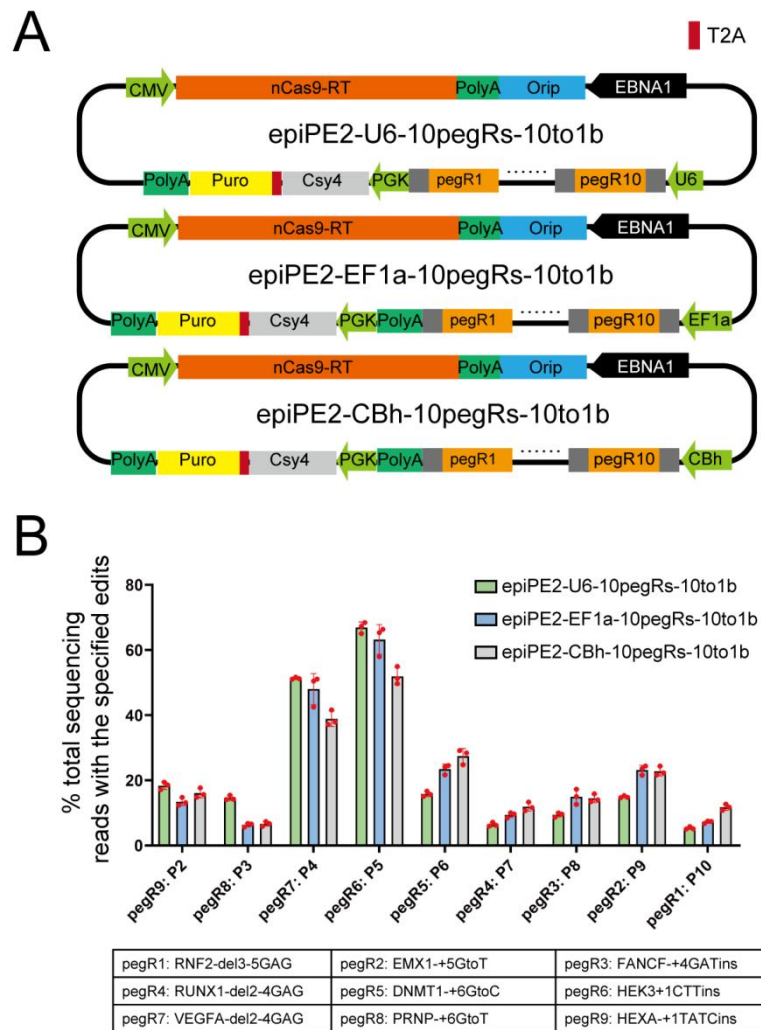 A
T2A
CMV nCas9-RT PolyA Orip EBNA1
epiPE2-U6-10pegRs-10to1b
PolyA Puro Csy4 PGK pegR1 ...... pegR10 U6
CMV nCas9-RT PolyA Orip EBNA1
epiPE2-EF1a-10pegRs-10to1b
PolyA Puro Csy4 PGK PolyA pegR1 ...... pegR10 EF1a
CMV nCas9-RT PolyA Orip EBNA1
epiPE2-CBh-10pegRs-10to1b
PolyA Puro Csy4 PGK PolyA pegR1 ...... pegR10 CBh
B
% total sequencing
reads with the specified edits
80
60
40
20
0
epiPE2-U6-10pegRs-10to1b
epiPE2-EF1a-10pegRs-10to1b
epiPE2-CBh-10pegRs-10to1b
pegR9: P2
pegR8: P3
pegR7: P4
pegR6: P5
pegR5: P6
pegR4: P7
pegR3: P8
pegR2: P9
pegR1: P10
pegR1: RNF2-del3-5GAG pegR2: EMX1-+5GtoT pegR3: FANCF-+4GATins
pegR4: RUNX1-del2-4GAG pegR5: DNMT1-+6GtoC pegR6: HEK3+1CTTins
pegR7: VEGFA-del2-4GAG pegR8: PRNP-+6GtoT pegR9: HEXA-+1TATCins